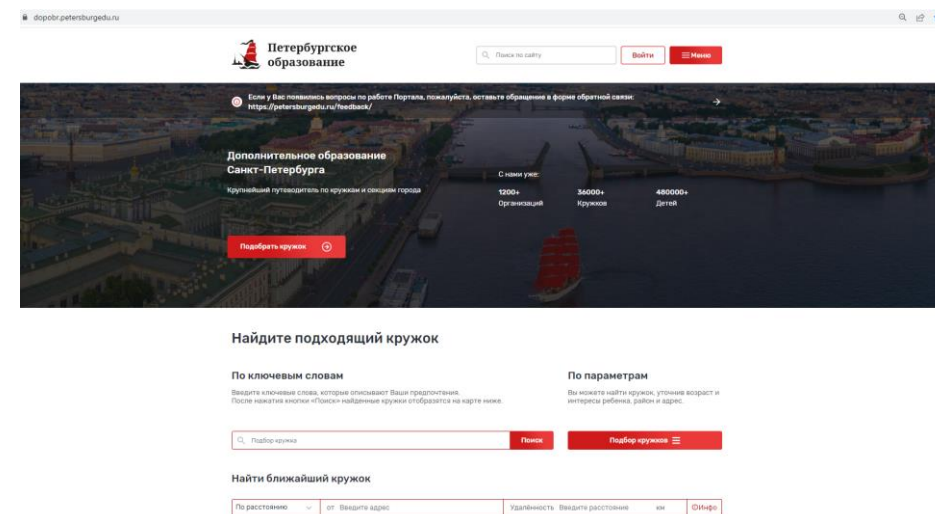 dopobr.petersburgedu.ru
Петербургское
образование
Поиск по сайту
Войти
Меню
Если у Вас появились вопросы по работе Портала, пожалуйста, оставьте обращение в форме обратной связи:
https://petersburgedu.ru/feedback/
Дополнительное образование
Санкт-Петербурга
Крупнейший путеводитель по кружкам и секциям города
С нами уже:
1200+ 36000+ 480000+
Организаций Кружков Детей
Подобрать кружок
Найдите подходящий кружок
По ключевым словам
Введите ключевые слова, которые описывают Ваши предпочтения.
После нажатия кнопки «Поиск» найденные кружки отобразятся на карте ниже.
По параметрам
Вы можете найти кружок, уточнив возраст и
интересы ребенка, район и адрес.
Подбор кружка
Поиск
Подбор кружков
Найти ближайший кружок
По расстоянию от Введите адрес Удалённость Введите расстояние км Инфо